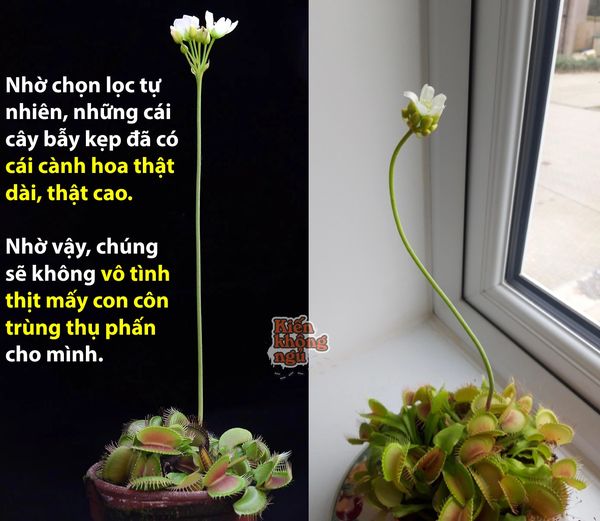 Nhờ chọn lọc tự
nhiên, những cái
cây bẫy kẹp đã có
cái cành hoa thật
dài, thật cao.
Nhờ vậy, chúng
sẽ không vô tình
thịt mấy con côn
trùng thụ phấn
cho mình.
Kiến
không
ngủ